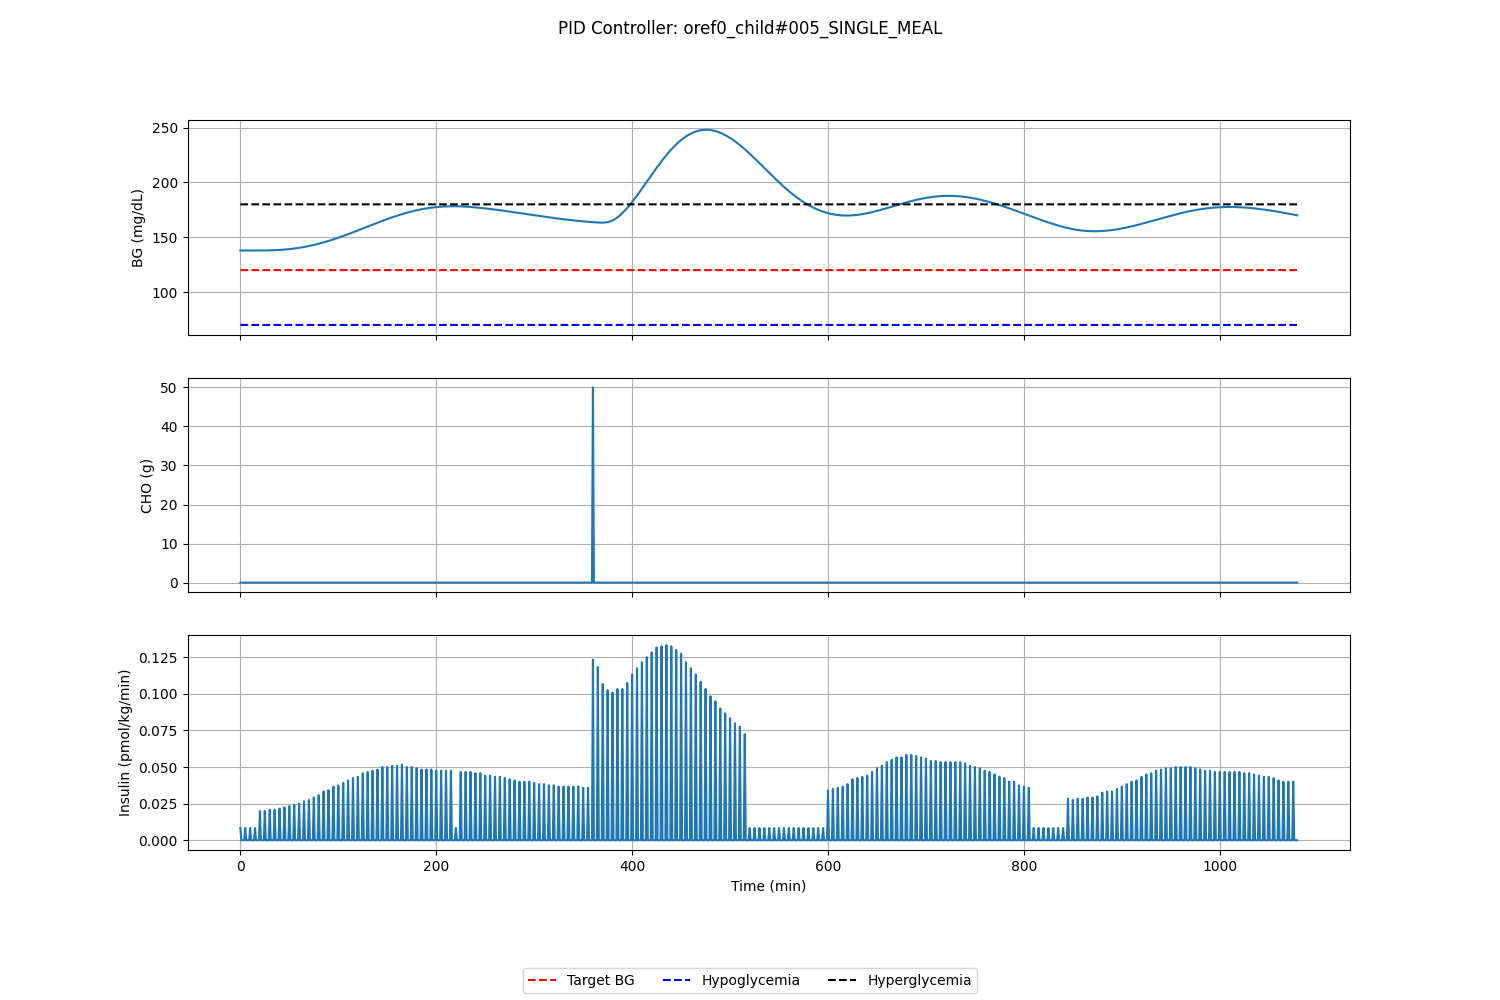 PID Controller: oref0_child#005_SINGLE_MEAL
250
200
150
100
BG (mg/dL)
50
40
30
20
10
0
CHO (g)
0.125
0.100
0.075
0.050
0.025
0.000
Insulin (pmol/kg/min)
0 200 400 600 800 1000
Time (min)
Target BG Hypoglycemia Hyperglycemia